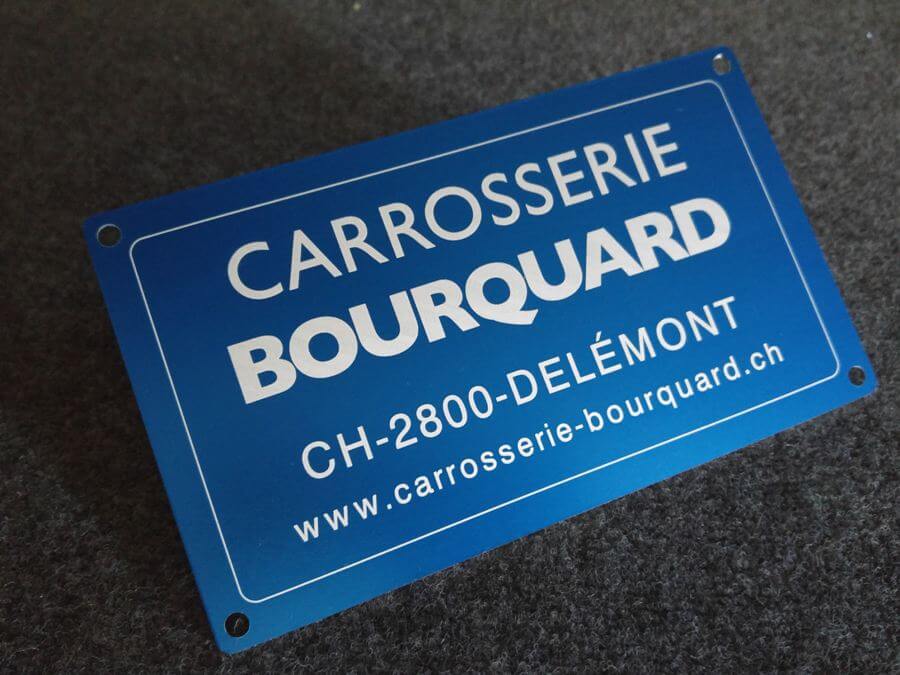 CARROSSERIE
BOURQUARD
CH-2800-DELÉMONT
www.carrosserie-bourquard.ch